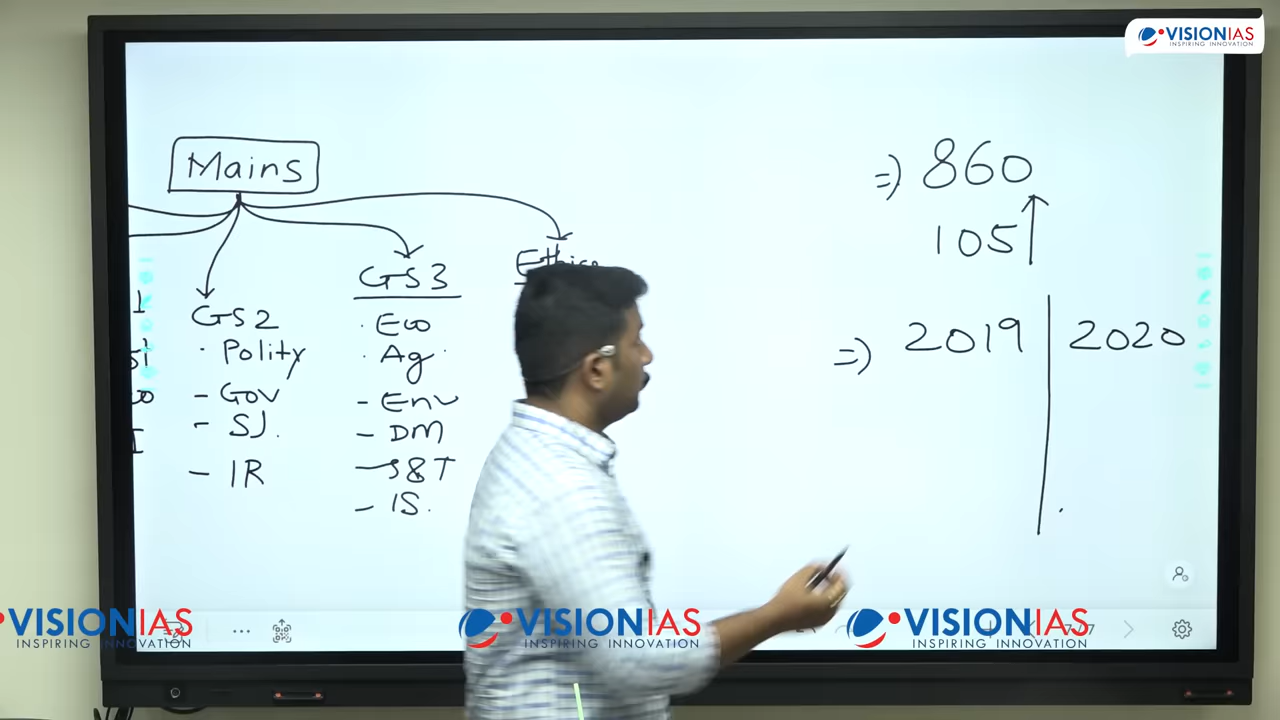 VISIONIAS
INSPIRING INNOVATION
Mains
GS2
· Polity
- Gov
- SJ.
- IR
GS3
· Eco
· Ag
- Env
- DM
- S&T
- IS.
Ethics
=) 860
105↑
=) 2019 | 2020
VISIONIAS
INSPIRING INNOVATION
VISIONIAS
INSPIRING INNOVATION
VISIONIAS
INSPIRING INNOVATION